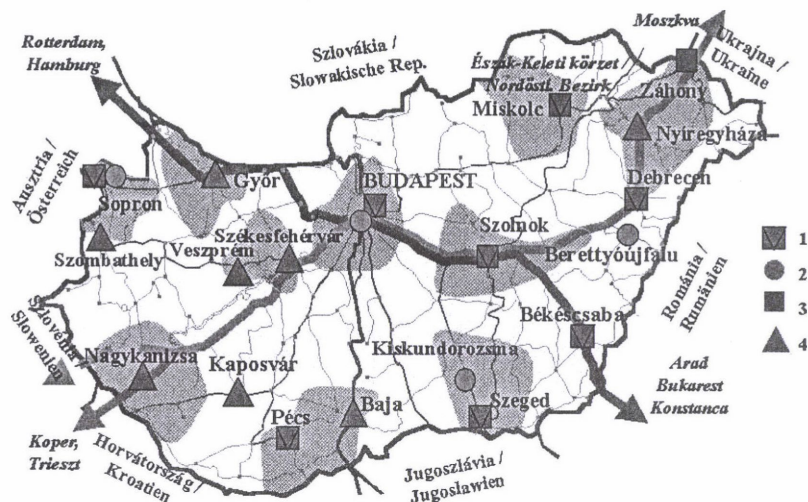 Moszkva
Rotterdam,
Hamburg
Szlovákia /
Slowakische Rep.
Ukrajna /
Ukraine
Észak-Keleti körzet /
Nordöstl. Bezirk /
Miskolc
Záhony
Nyíregyháza
Ausztria /
Österreich
Győr
BUDAPEST
Debrecen
Sopron
Szolnok
1
Székesfehérvár
Veszprém
Berettyóújfalu
2
Szombathely
Románia /
Rumänien
3
Szlovénia /
Slowenien
Békéscsaba
4
Nagykanizsa
Kaposvár
Kiskundorozsma
Arad
Bukarest
Konstanca
Baja
Szeged
Pécs
Koper,
Trieszt
Horvátország /
Kroatien
Jugoszlávia /
Jugoslawien